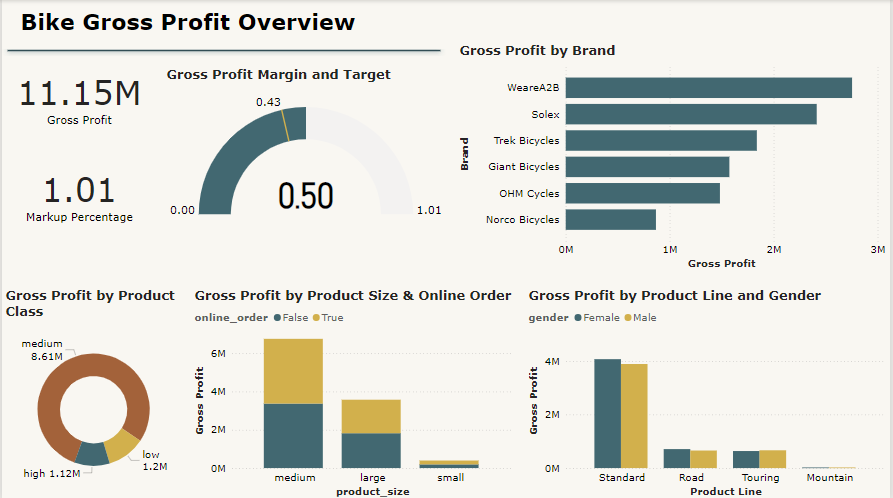 Bike Gross Profit Overview
11.15M
Gross Profit
1.01
Markup Percentage
Gross Profit Margin and Target
0.43
0.00
0.50
1.01
Gross Profit by Brand
Brand
WeareA2B
Solex
Trek Bicycles
Giant Bicycles
OHM Cycles
Norco Bicycles
0M 1M 2M 3M
Gross Profit
Gross Profit by Product
Class
medium
8.61M
low
1.2M
high 1.12M
Gross Profit by Product Size & Online Order
online_order False True
Gross Profit
6M
4M
2M
0M
medium large small
product_size
Gross Profit by Product Line and Gender
gender Female Male
Gross Profit
4M
2M
0M
Standard Road Touring Mountain
Product Line